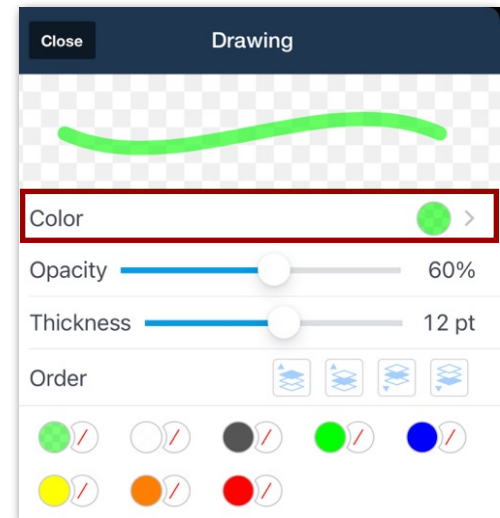 Close Drawing
Color
Opacity 60%
Thickness 12 pt
Order